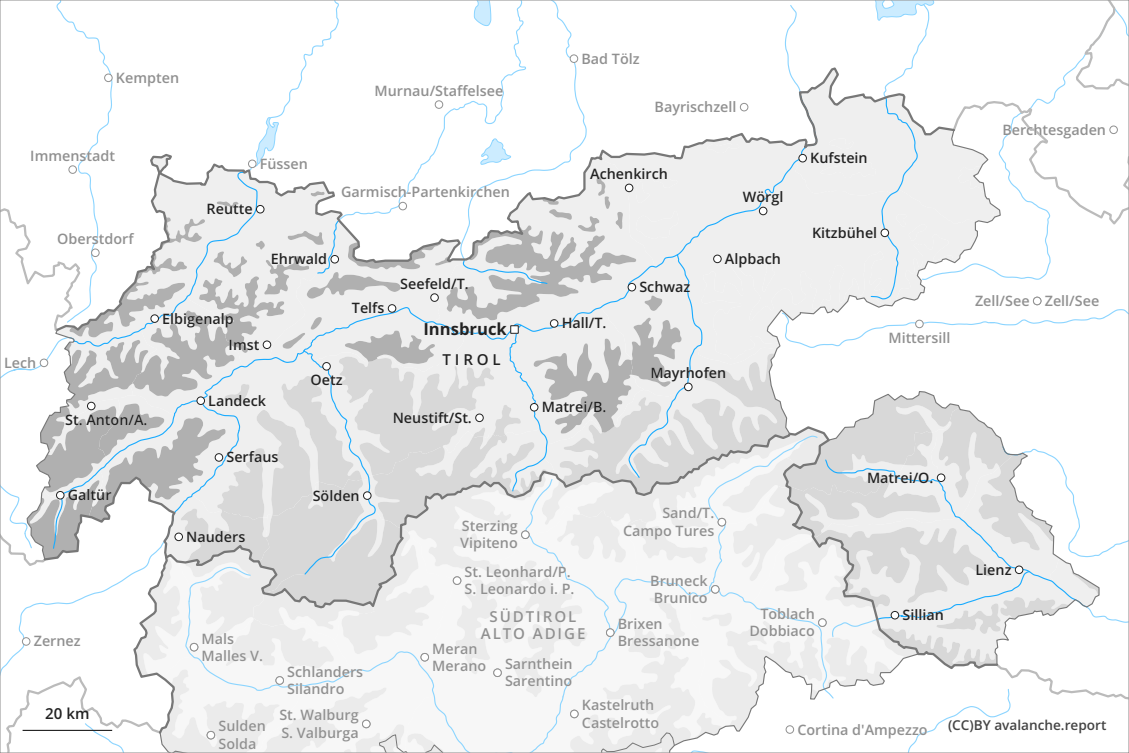 Kempten
Bad Tölz
Murnau/Staffelsee
Bayrischzell
Berchtesgaden
Immenstadt
Füssen
Kufstein
Achenkirch
Garmisch-Partenkirchen
Wörgl
Reutte
Oberstdorf
Kitzbühel
Ehrwald
Alpbach
Seefeld/T.
Schwaz
Zell/See
Zell/See
Telfs
Elbigenalp
Innsbruck
Hall/T.
Mittersill
Imst
TIROL
Lech
Mayrhofen
Oetz
Landeck
Matrei/B.
St. Anton/A.
Neustift/St.
Serfaus
Matrei/O.
Galtür
Sölden
Sand/T.
Campo Tures
Sterzing
Vipiteno
Nauders
Lienz
St. Leonhard/P.
S. Leonardo i. P.
Bruneck
Brunico
SÜDTIROL
ALTO ADIGE
Toblach
Dobbiaco
Sillian
Brixen
Bressanone
Zernez
Mals
Malles V.
Meran
Merano
Sarnthein
Sarentino
Schlanders
Silandro
Kastelruth
Castelrotto
St. Walburg
S. Valburga
20 km
Sulden
Solda
Cortina d'Ampezzo
(CC)BY avalanche.report